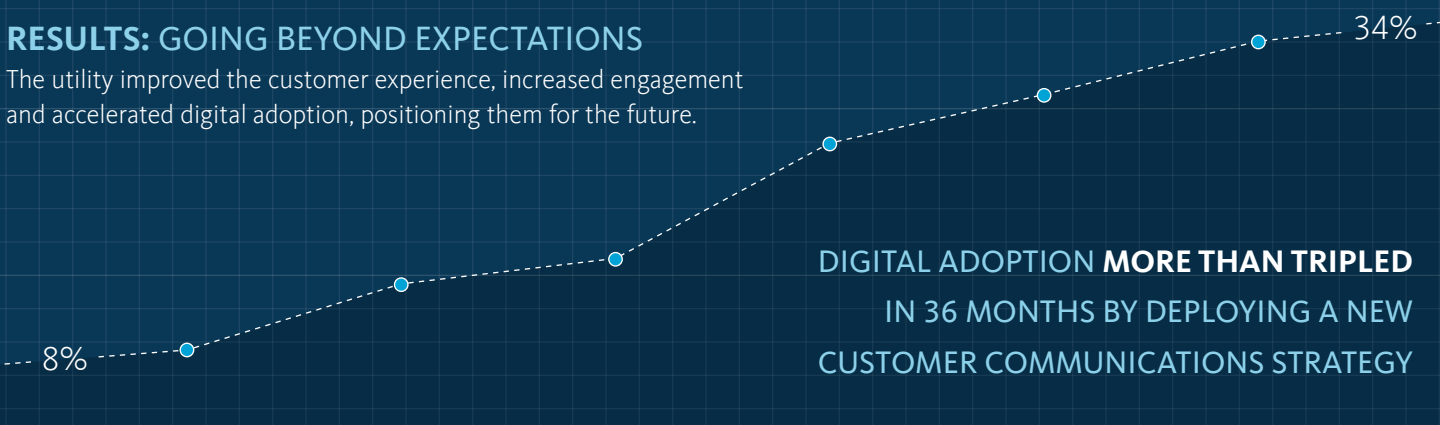 RESULTS: GOING BEYOND EXPECTATIONS
The utility improved the customer experience, increased engagement
and accelerated digital adoption, positioning them for the future.
34%
8%
DIGITAL ADOPTION MORE THAN TRIPLED
IN 36 MONTHS BY DEPLOYING A NEW
CUSTOMER COMMUNICATIONS STRATEGY